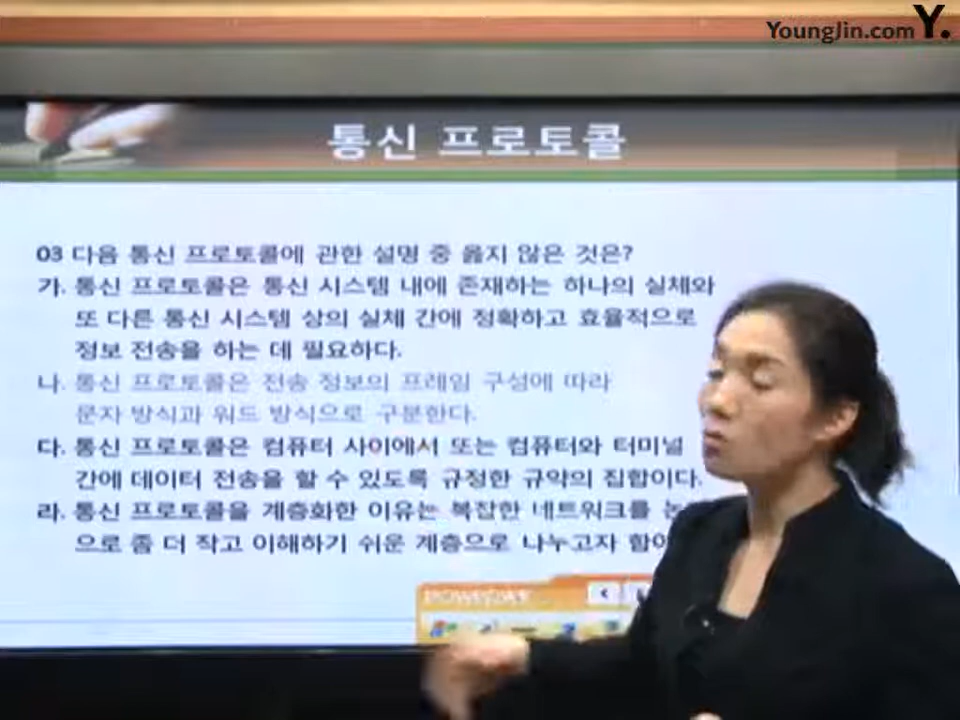 YoungJin.com Y.
통신 프로토콜
03 다음 통신 프로토콜에 관한 설명 중 옳지 않은 것은?
가. 통신 프로토콜은 통신 시스템 내에 존재하는 하나의 실체와
또 다른 통신 시스템 상의 실체 간에 정확하고 효율적으로
정보 전송을 하는 데 필요하다.
나. 통신 프로토콜은 전송 정보의 프레임 구성에 따라
문자 방식과 워드 방식으로 구분한다.
다. 통신 프로토콜은 컴퓨터 사이에서 또는 컴퓨터와 터미널
간에 데이터 전송을 할 수 있도록 규정한 규약의 집합이다.
라. 통신 프로토콜을 계층화한 이유는 복잡한 네트워크를
으로 좀 더 작고 이해하기 쉬운 계층으로 나누고자